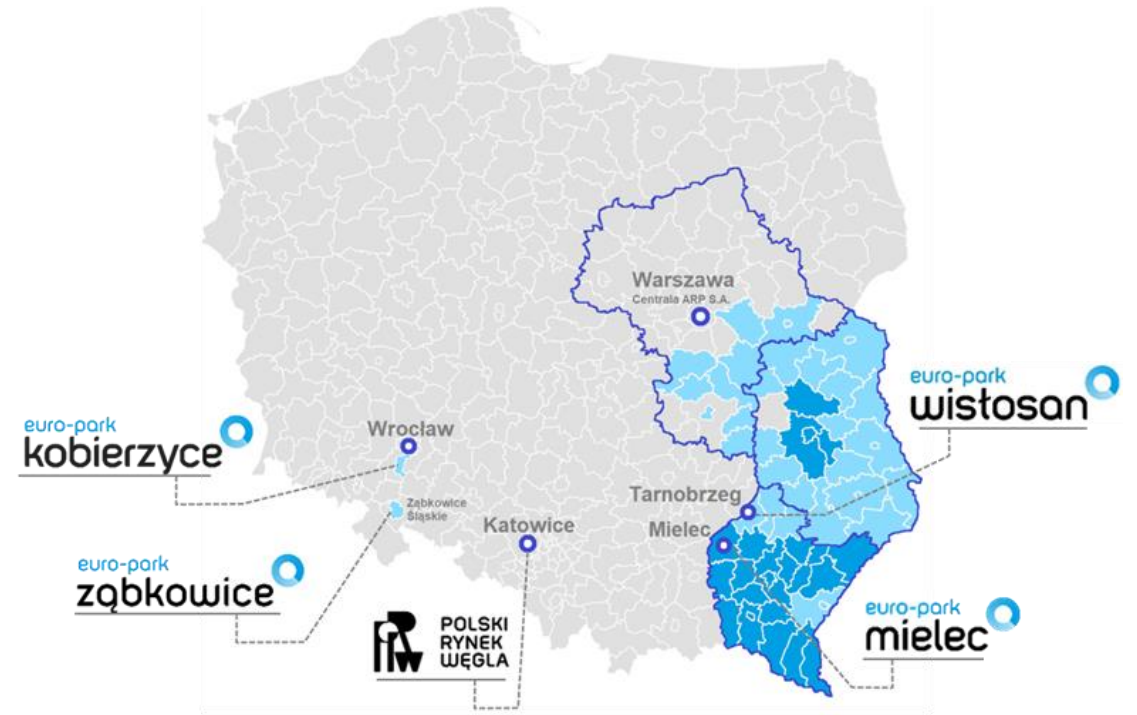 Warszawa
Centrala ARP S.A.
euro-park
wisłosan
euro-park
kobierzyce
Wrocław
Ząbkowice
Śląskie
Tarnobrzeg
Mielec
Katowice
euro-park
ząbkowice
POLSKI
RYNEK
WĘGLA
euro-park
mielec